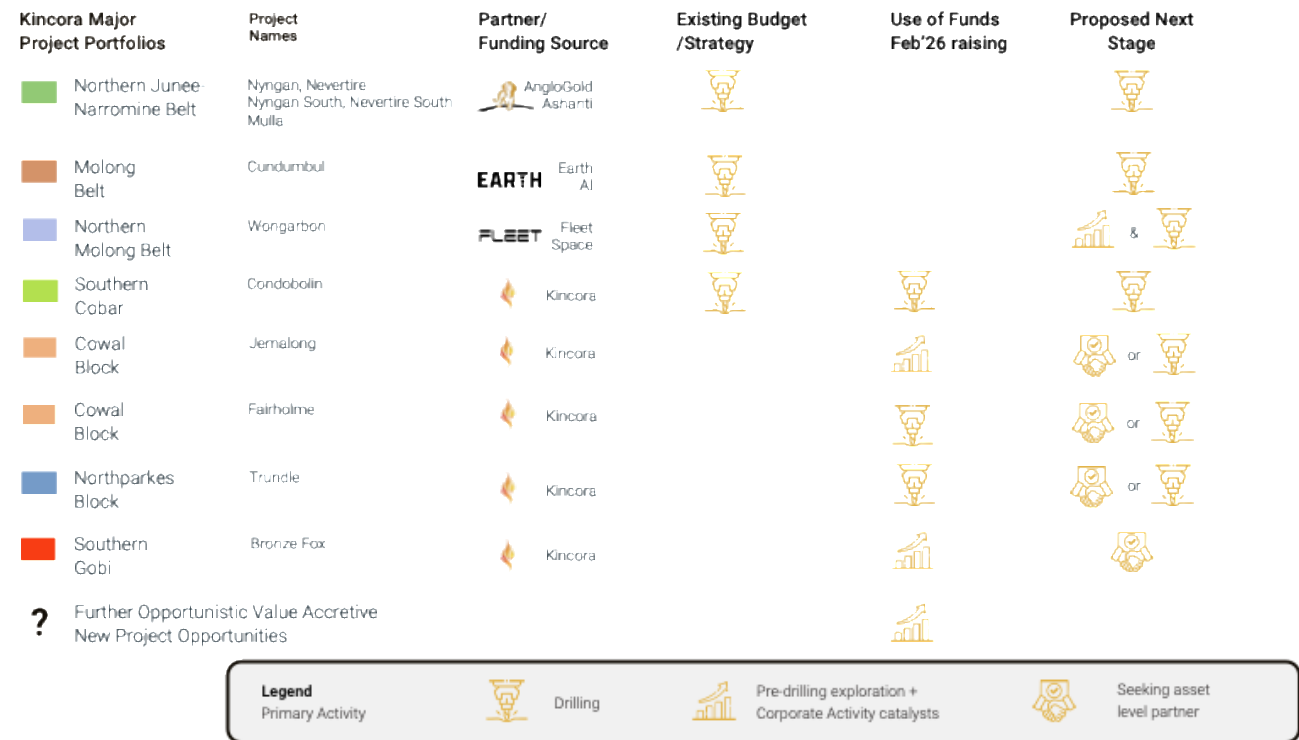 Kincora Major
Project Portfolios
Project
Names
Partner/
Funding Source
Existing Budget
/Strategy
Use of Funds
Feb'26 raising
Proposed Next
Stage
Northern Junee-
Narromine Belt
Nyngan, Nevertire
Nyngan South, Nevertire South
Mulla
AngloGold
Ashanti
Molong
Belt
Cundumbul
EARTH
Earth
AI
Northern
Molong Belt
Wongarbon
FLEET
Fleet
Space
&
Southern
Cobar
Condobolin
Kincora
Cowal
Block
Jemalong
Kincora
or
Cowal
Block
Fairholme
Kincora
or
Northparkes
Block
Trundle
Kincora
or
Southern
Gobi
Bronze Fox
Kincora
?
Further Opportunistic Value Accretive
New Project Opportunities
Legend
Primary Activity
Drilling
Pre-drilling exploration +
Corporate Activity catalysts
Seeking asset
level partner